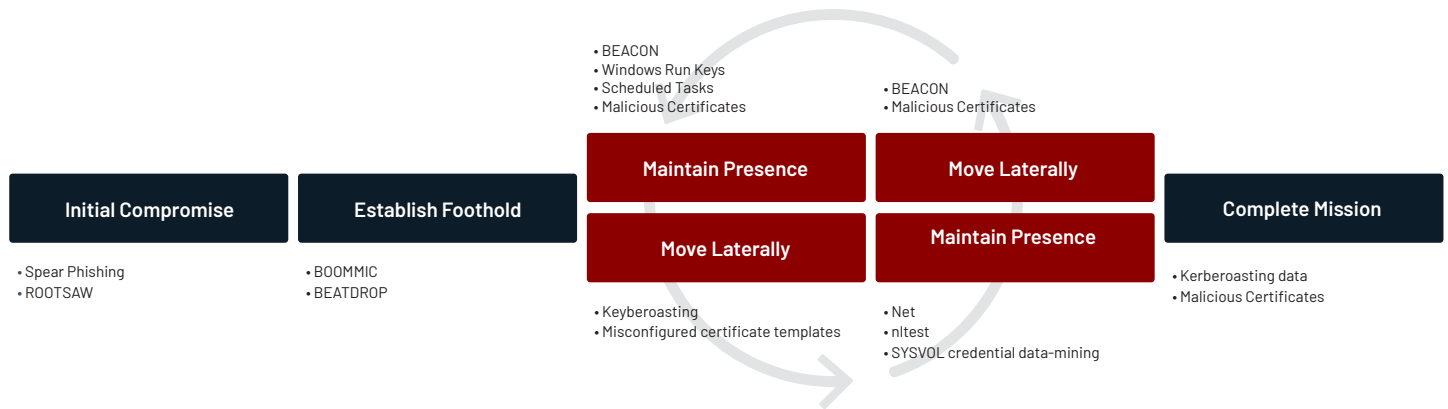 Initial Compromise
• Spear Phishing
• ROOTSAW
Establish Foothold
• BOOMMIC
• BEATDROP
• BEACON
• Windows Run Keys
• Scheduled Tasks
• Malicious Certificates
Maintain Presence
Move Laterally
• Keyberoasting
• Misconfigured certificate templates
• BEACON
• Malicious Certificates
Move Laterally
Maintain Presence
• Net
• nltest
• SYSVOL credential data-mining
Complete Mission
• Kerberoasting data
• Malicious Certificates